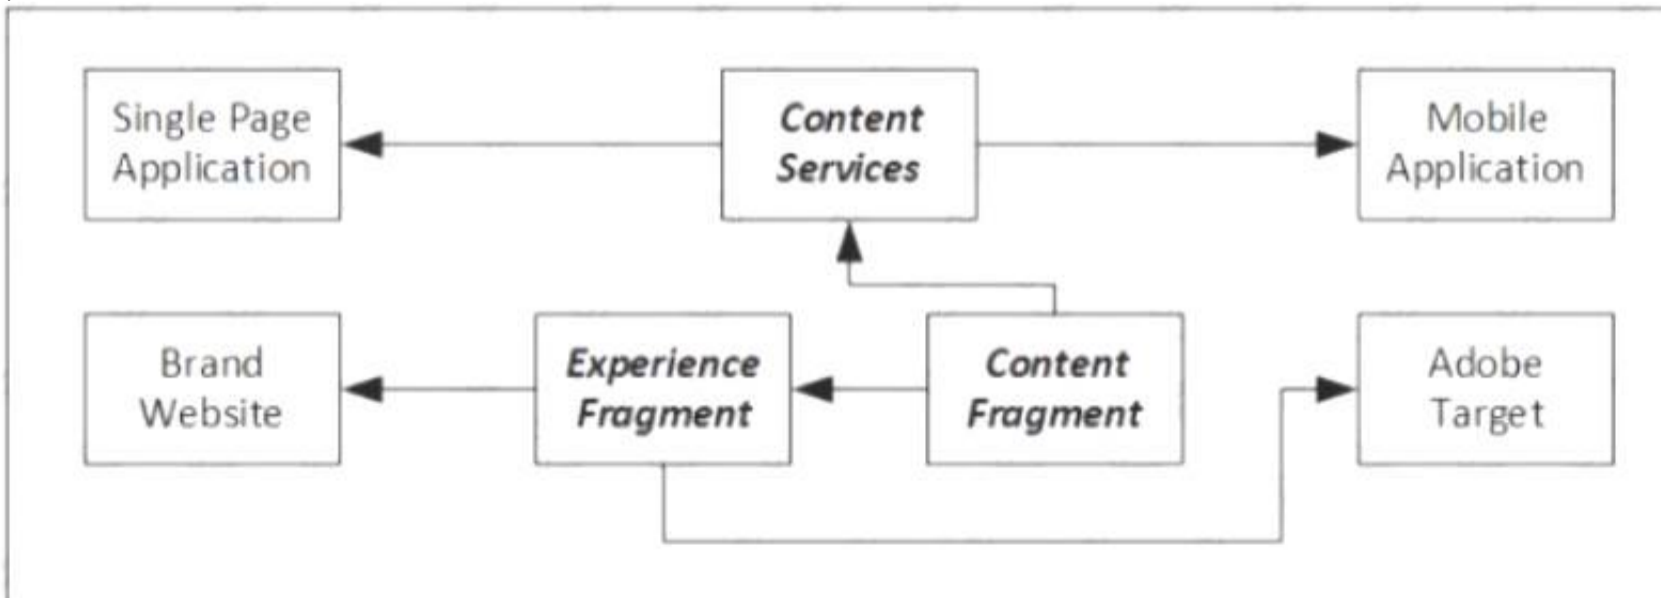 Single Page
Application
Content
Services
Mobile
Application
Brand
Website
Experience
Fragment
Content
Fragment
Adobe
Target